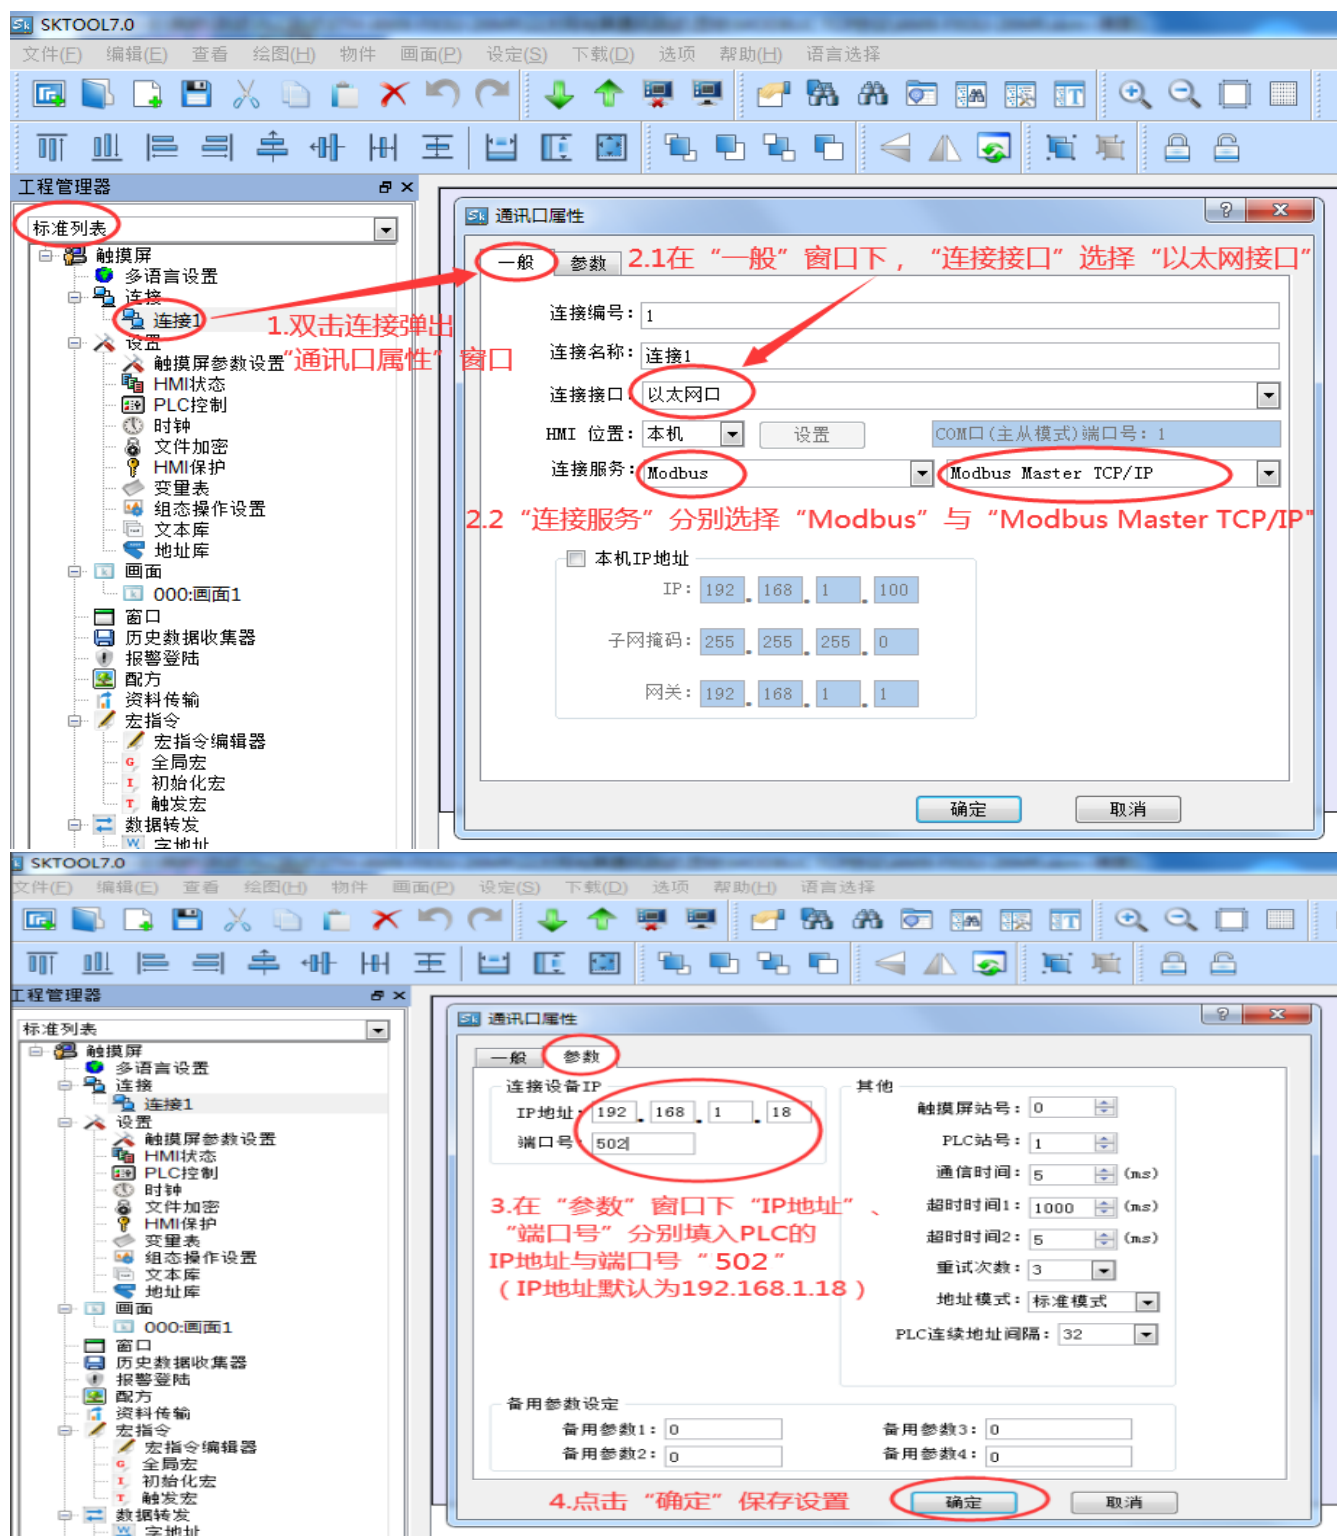 SKTOOL7.0
文件(F) 编辑(E) 查看 绘图(H) 物件 画面(P) 设定(S) 下载(D) 选项 帮助(H) 语言选择
工程管理器
标准列表
触摸屏
多语言设置
连接
连接1
设置
触摸屏参数设置
HMI状态
PLC控制
时钟
文件加密
HMI保护
变量表
组态操作设置
文本库
地址库
画面
000:画面1
窗口
历史数据收集器
报警登陆
配方
资料传输
宏指令
宏指令编辑器
全局宏
初始化宏
触发宏
数据转发
字地址
1.双击连接弹出
“通讯口属性”窗口
通讯口属性
一般 参数
2.1在“一般”窗口下，“连接接口”选择“以太网接口”
连接编号: 1
连接名称: 连接1
连接接口: 以太网口
HMI 位置: 本机 设置 COM口(主从模式)端口号: 1
连接服务: Modbus Modbus Master TCP/IP
2.2“连接服务”分别选择“Modbus”与“Modbus Master TCP/IP"
本机IP地址
IP: 192 . 168 . 1 . 100
子网掩码: 255 . 255 . 255 . 0
网关: 192 . 168 . 1 . 1
确定 取消
SKTOOL7.0
文件(F) 编辑(E) 查看 绘图(H) 物件 画面(P) 设定(S) 下载(D) 选项 帮助(H) 语言选择
工程管理器
标准列表
触摸屏
多语言设置
连接
连接1
设置
触摸屏参数设置
HMI状态
PLC控制
时钟
文件加密
HMI保护
变量表
组态操作设置
文本库
地址库
画面
000:画面1
窗口
历史数据收集器
报警登陆
配方
资料传输
宏指令
宏指令编辑器
全局宏
初始化宏
触发宏
数据转发
字地址
通讯口属性
一般 参数
连接设备IP
IP地址: 192 . 168 . 1 . 18
端口号: 502
3.在“参数”窗口下“IP地址”、
“端口号”分别填入PLC的
IP地址与端口号“502”
（IP地址默认为192.168.1.18）
其他
触摸屏站号: 0
PLC站号: 1
通信时间: 5 (ms)
超时时间1: 1000 (ms)
超时时间2: 5 (ms)
重试次数: 3
地址模式: 标准模式
PLC连续地址间隔: 32
备用参数设定
备用参数1: 0 备用参数3: 0
备用参数2: 0 备用参数4: 0
4.点击“确定”保存设置
确定 取消